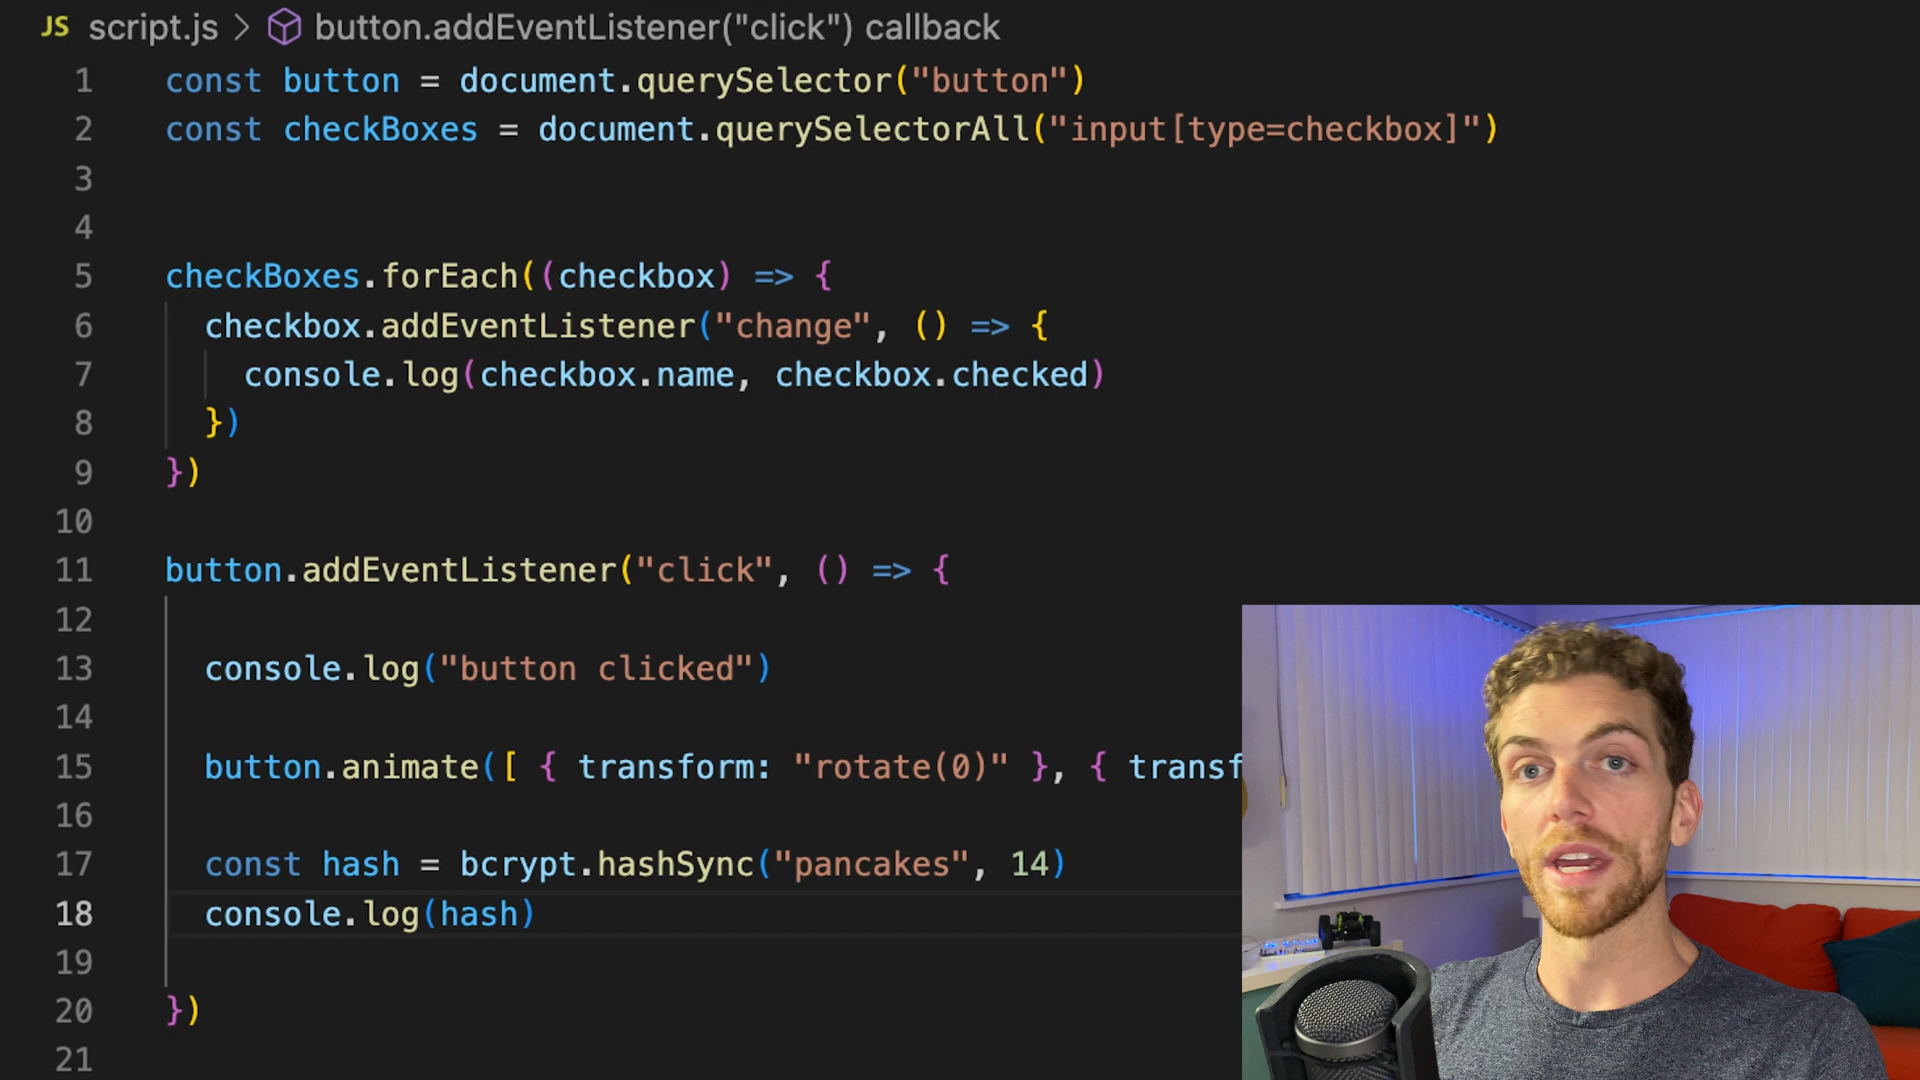 JS script.js > button.addEventListener("click") callback
1 const button = document.querySelector("button")
2 const checkBoxes = document.querySelectorAll("input[type=checkbox]")
3
4
5 checkBoxes.forEach((checkbox) => {
6 checkbox.addEventListener("change", () => {
7 console.log(checkbox.name, checkbox.checked)
8 })
9 })
10
11 button.addEventListener("click", () => {
12
13 console.log("button clicked")
14
15 button.animate([ { transform: "rotate(0)" }, { transf
16
17 const hash = bcrypt.hashSync("pancakes", 14)
18 console.log(hash)
19
20 })
21